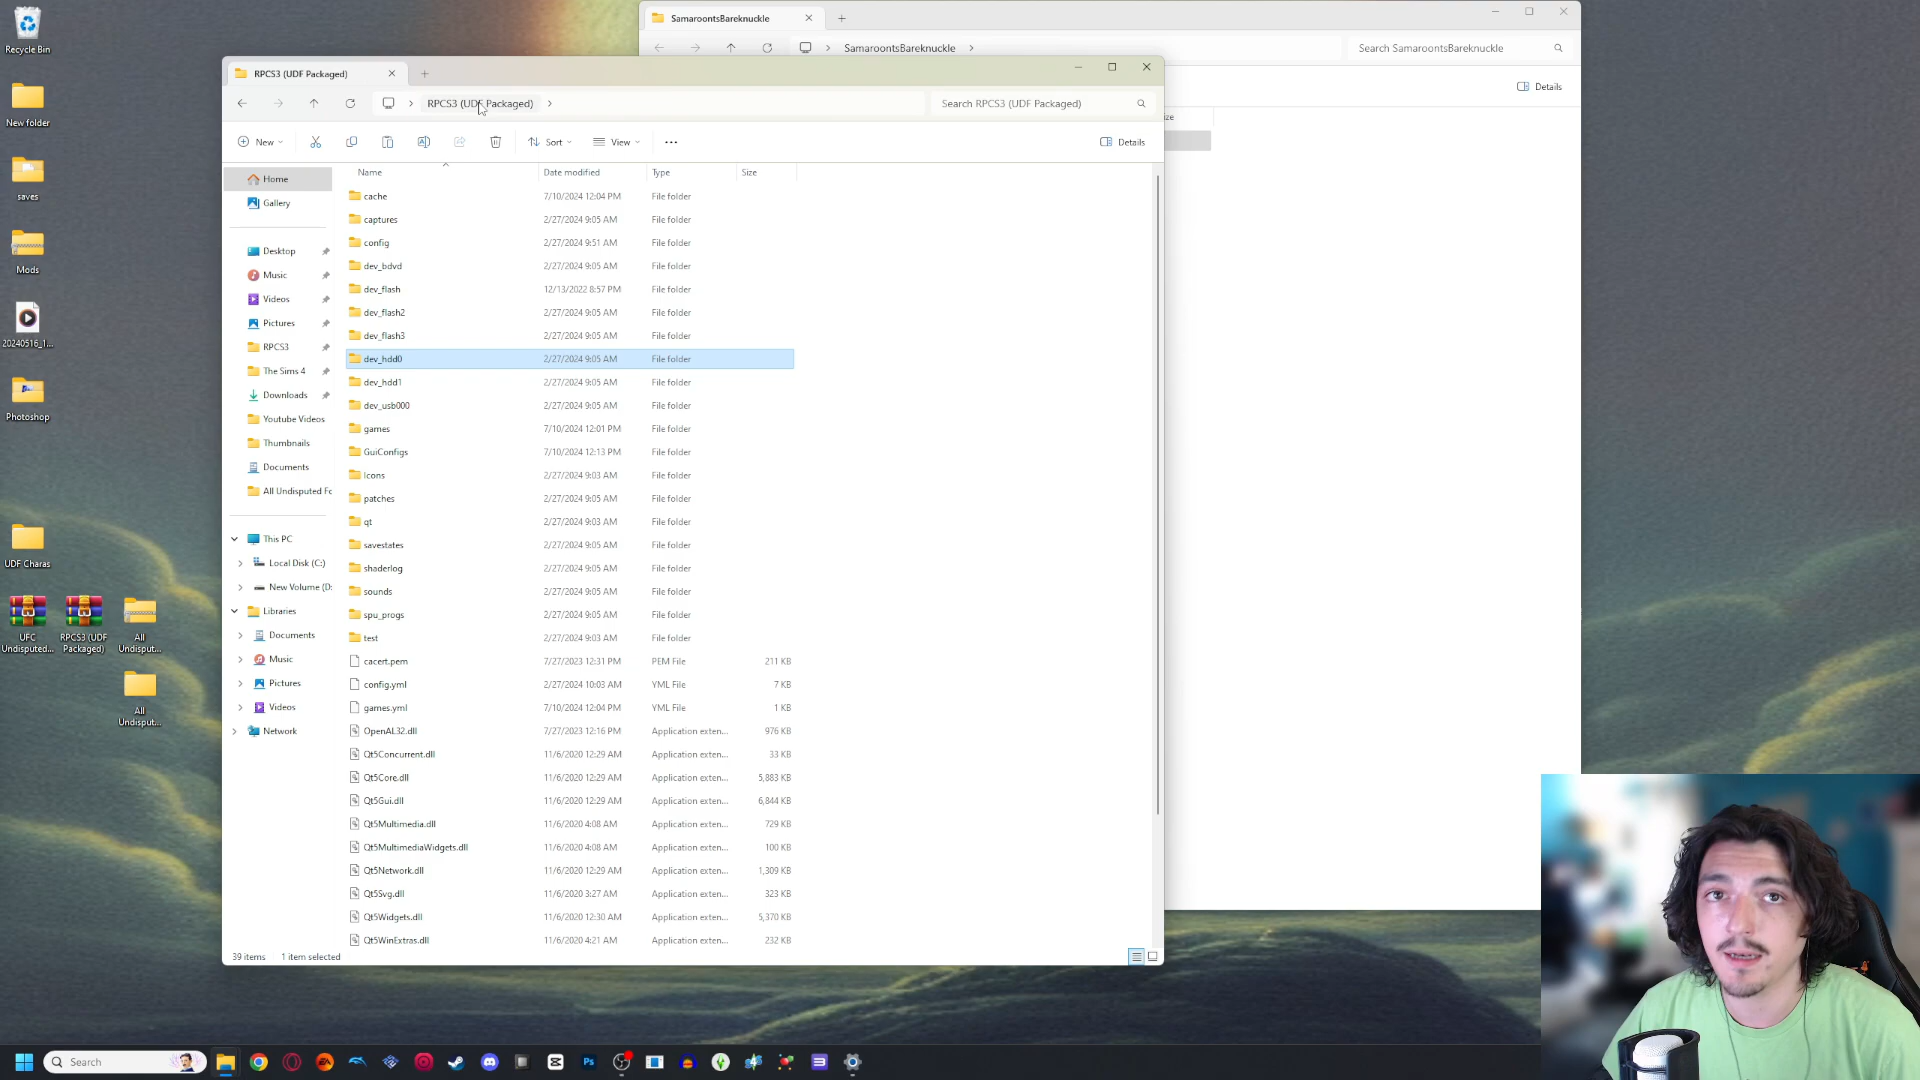 Recycle Bin
New folder
saves
Mods
20240516_1...
Photoshop
UDF Charas
UFC
Undisputed...
RPCS3 (UDF
Packaged)
All
Undisput...
All
Undisput...
SamaroontsBareknuckle
SamaroontsBareknuckle
Search SamaroontsBareknuckle
Details
ize
RPCS3 (UDF Packaged)
RPCS3 (UDF Packaged)
Search RPCS3 (UDF Packaged)
New
Sort
View
Details
Home
Gallery
Desktop
Music
Videos
Pictures
RPCS3
The Sims 4
Downloads
Youtube Videos
Thumbnails
Documents
All Undisputed Fo
This PC
Local Disk (C:)
New Volume (D:
Libraries
Documents
Music
Pictures
Videos
Network
Name Date modified Type Size
cache 7/10/2024 12:04 PM File folder
captures 2/27/2024 9:05 AM File folder
config 2/27/2024 9:51 AM File folder
dev_bdvd 2/27/2024 9:05 AM File folder
dev_flash 12/13/2022 8:57 PM File folder
dev_flash2 2/27/2024 9:05 AM File folder
dev_flash3 2/27/2024 9:05 AM File folder
dev_hdd0 2/27/2024 9:05 AM File folder
dev_hdd1 2/27/2024 9:05 AM File folder
dev_usb000 2/27/2024 9:05 AM File folder
games 7/10/2024 12:01 PM File folder
GuiConfigs 7/10/2024 12:13 PM File folder
Icons 2/27/2024 9:03 AM File folder
patches 2/27/2024 9:05 AM File folder
qt 2/27/2024 9:03 AM File folder
savestates 2/27/2024 9:05 AM File folder
shaderlog 2/27/2024 9:05 AM File folder
sounds 2/27/2024 9:05 AM File folder
spu_progs 2/27/2024 9:05 AM File folder
test 2/27/2024 9:03 AM File folder
cacert.pem 7/27/2023 12:31 PM PEM File 211 KB
config.yml 2/27/2024 10:03 AM YML File 7 KB
games.yml 7/10/2024 12:04 PM YML File 1 KB
OpenAL32.dll 7/27/2023 12:16 PM Application exten... 976 KB
Qt5Concurrent.dll 11/6/2020 12:29 AM Application exten... 33 KB
Qt5Core.dll 11/6/2020 12:29 AM Application exten... 5,883 KB
Qt5Gui.dll 11/6/2020 12:29 AM Application exten... 6,844 KB
Qt5Multimedia.dll 11/6/2020 4:08 AM Application exten... 729 KB
Qt5MultimediaWidgets.dll 11/6/2020 4:08 AM Application exten... 100 KB
Qt5Network.dll 11/6/2020 12:29 AM Application exten... 1,309 KB
Qt5Svg.dll 11/6/2020 3:27 AM Application exten... 323 KB
Qt5Widgets.dll 11/6/2020 12:30 AM Application exten... 5,370 KB
Qt5WinExtras.dll 11/6/2020 4:21 AM Application exten... 232 KB
39 items 1 item selected
Search
Ps